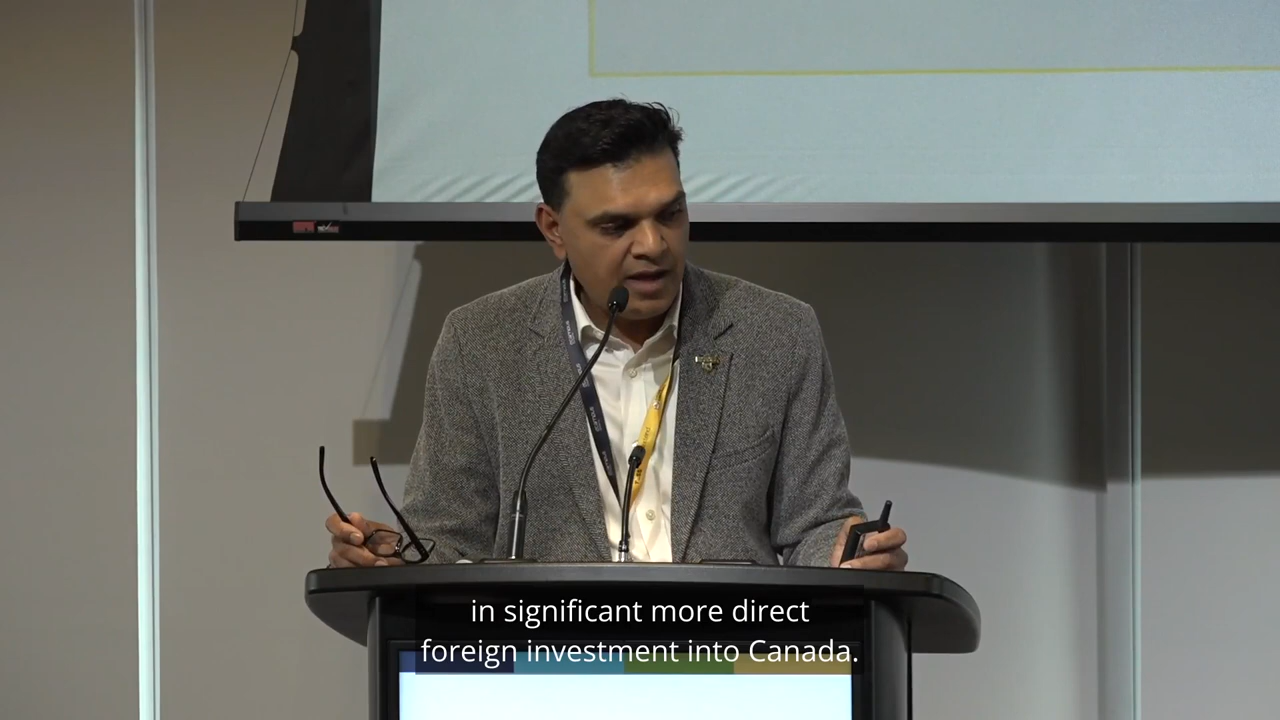 in significant more direct
foreign investment into Canada.